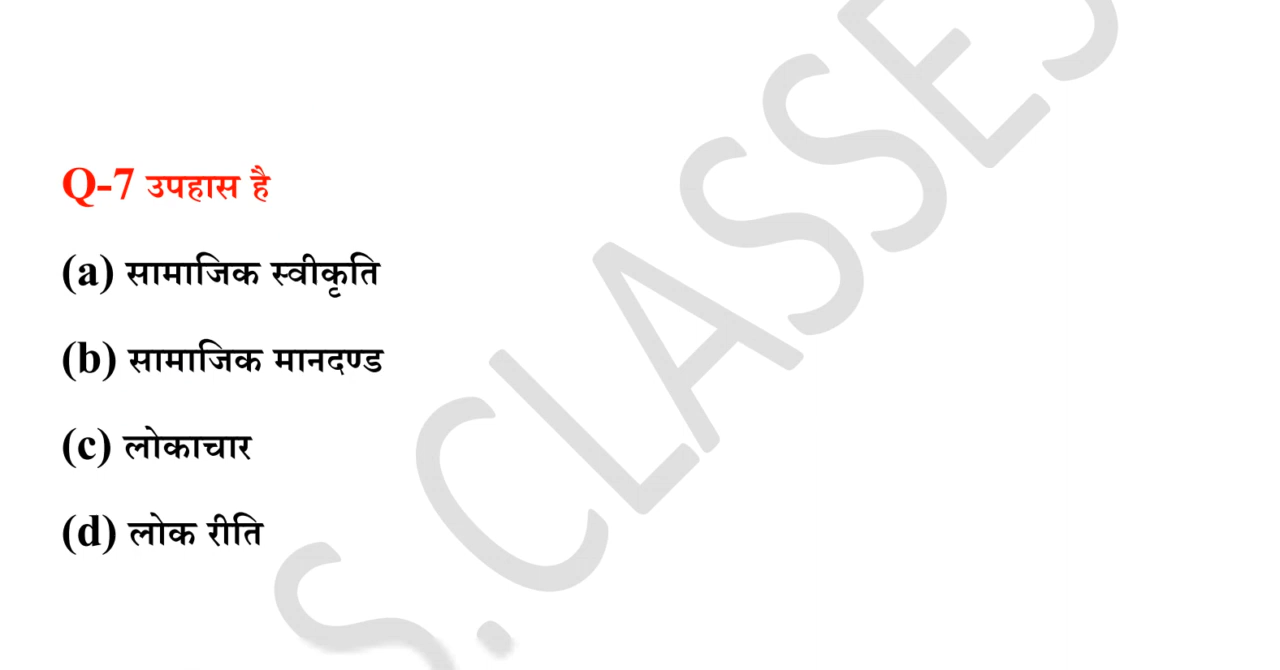 Q-7 उपहास है
(a) सामाजिक स्वीकृति
(b) सामाजिक मानदण्ड
(c) लोकाचार
(d) लोक रीति
S.CLASSES